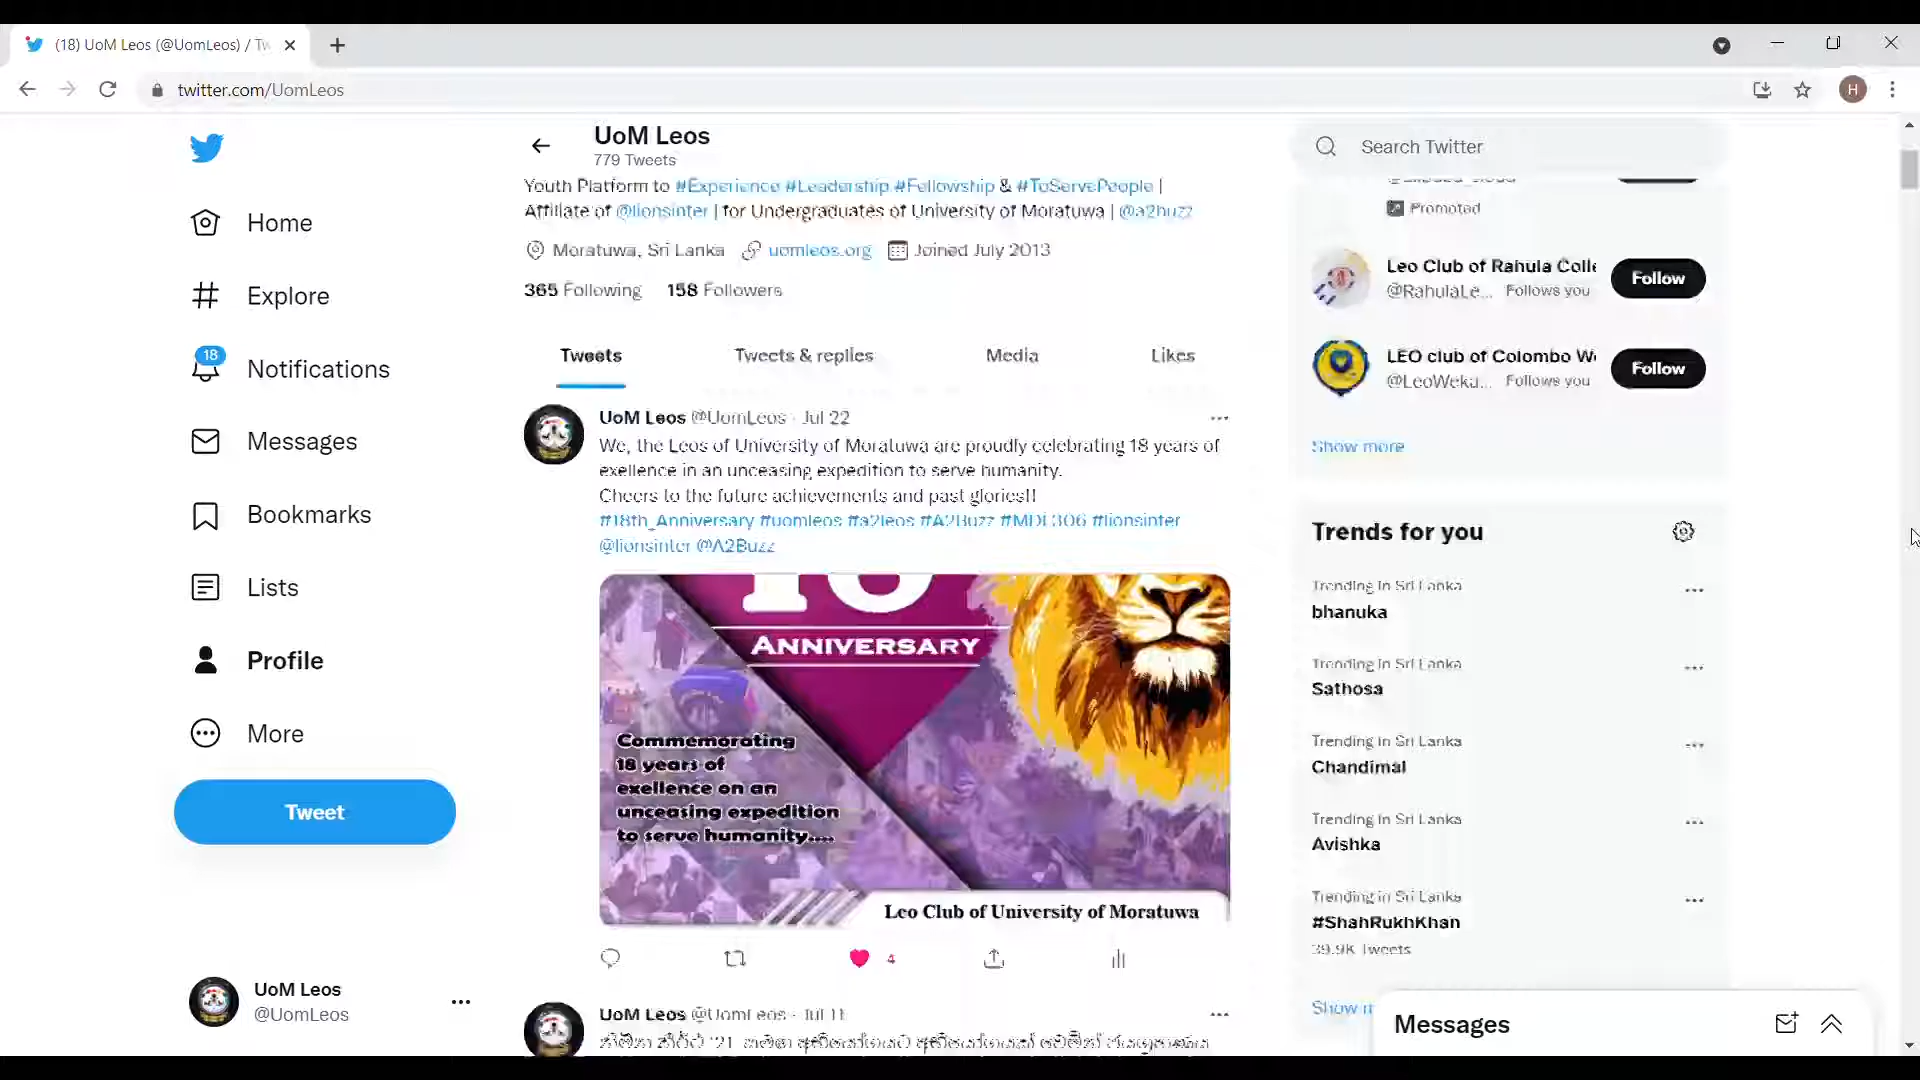 (18) UoM Leos (@UomLeos) / Tw
twitter.com/UomLeos
H
UoM Leos
779 Tweets
Search Twitter
Youth Platform to #Experience #Leadership #Fellowship & #ToServePeople |
Affiliate of @lionsinter | for Undergraduates of University of Moratuwa | @a2buzz
Moratuwa, Sri Lanka uomleos.org Joined July 2013
365 Following 158 Followers
Home
Explore
18
Notifications
Messages
Bookmarks
Lists
Profile
More
Tweet
UoM Leos
@UomLeos
Tweets Tweets & replies Media Likes
UoM Leos @UomLeos · Jul 22
We, the Leos of University of Moratuwa are proudly celebrating 18 years of
exellence in an unceasing expedition to serve humanity.
Cheers to the future achievements and past glories!!
#18th_Anniversary #uomleos #a2leos #A2Buzz #MDL306 #lionsinter
@lionsinter @A2Buzz
18
ANNIVERSARY
Commemorating
18 years of
exellence on an
unceasing expedition
to serve humanity....
Leo Club of University of Moratuwa
4
UoM Leos @UomLeos · Jul 11
Promoted
Leo Club of Rahula Colle
@RahulaLe... Follows you
Follow
LEO club of Colombo We
@LeoWeku... Follows you
Follow
Show more
Trends for you
Trending in Sri Lanka
bhanuka
Trending in Sri Lanka
Sathosa
Trending in Sri Lanka
Chandimal
Trending in Sri Lanka
Avishka
Trending in Sri Lanka
#ShahRukhKhan
39.9K Tweets
Show m
Messages